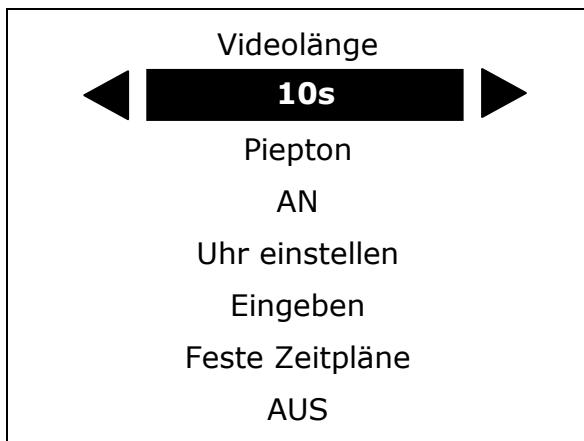 Videolänge
10s
Piepton
AN
Uhr einstellen
Eingeben
Feste Zeitpläne
AUS